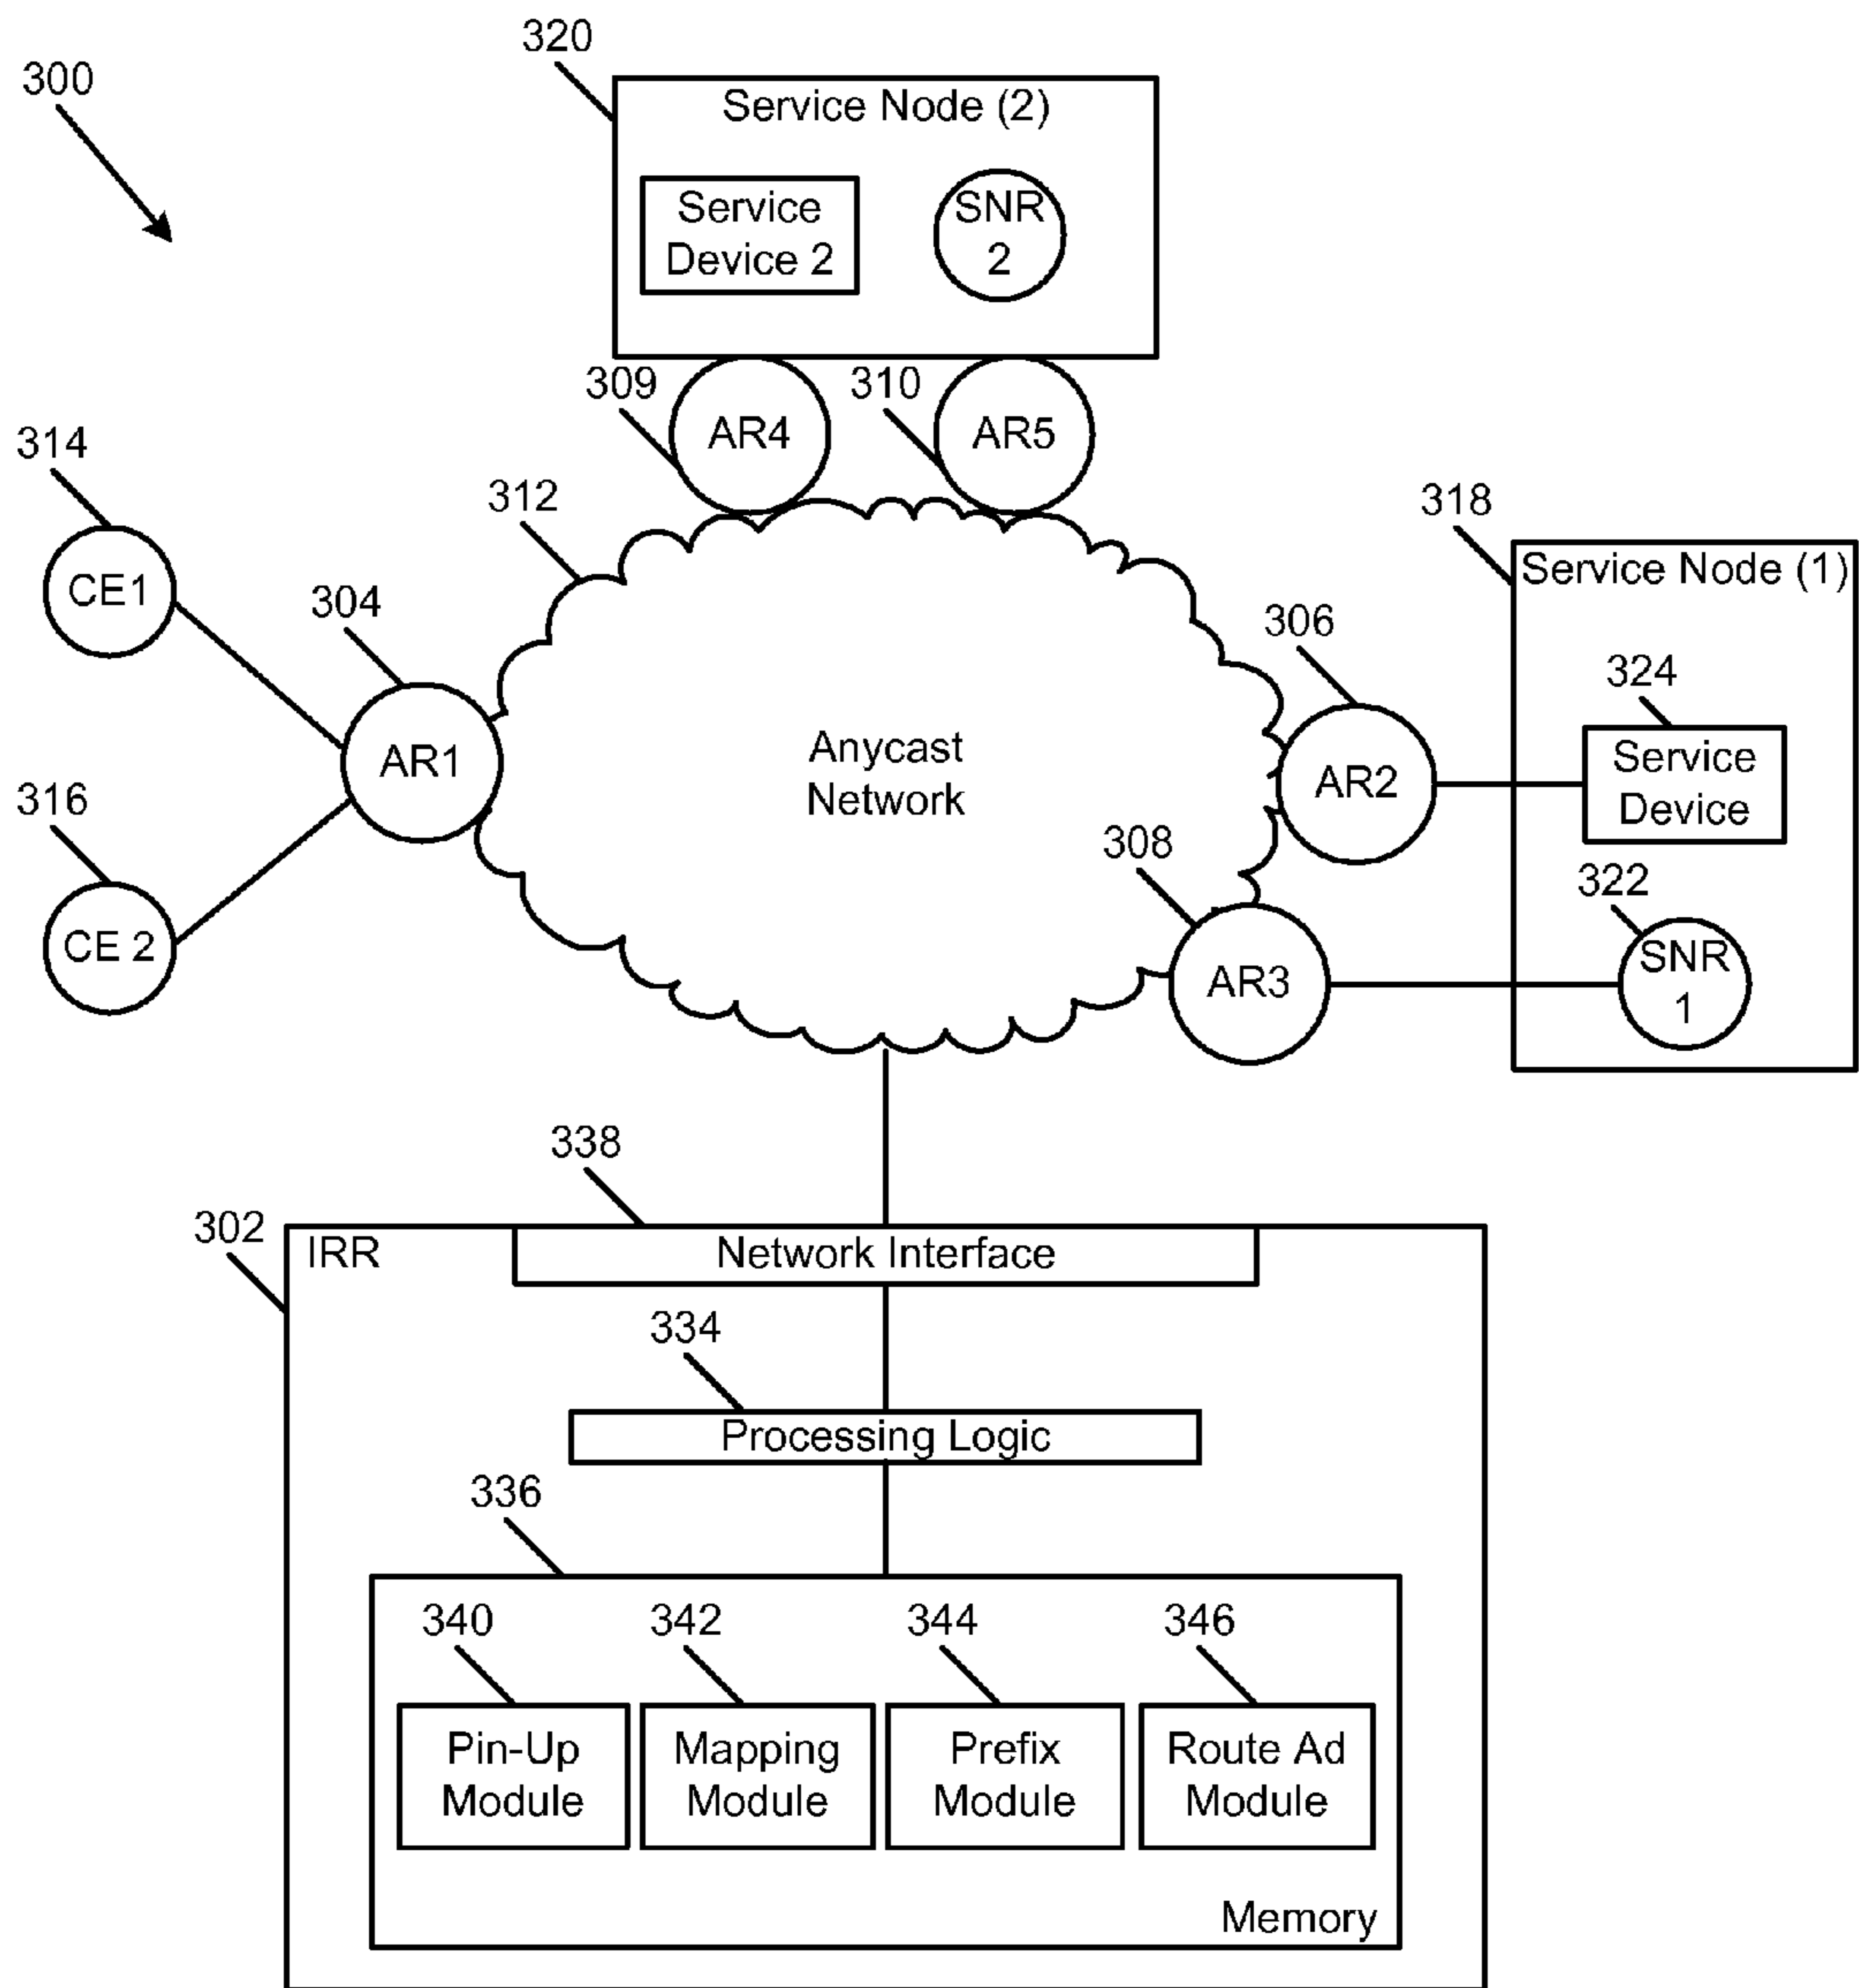 320
300
Service Node (2)
Service
Device 2
SNR
2
309
310
AR4
AR5
314
312
318
CE1
304
306
Service Node (1)
324
AR1
Anycast
Network
AR2
Service
Device
316
308
322
CE 2
AR3
SNR
1
338
302
IRR
Network Interface
334
Processing Logic
336
340
342
344
346
Pin-Up
Module
Mapping
Module
Prefix
Module
Route Ad
Module
Memory